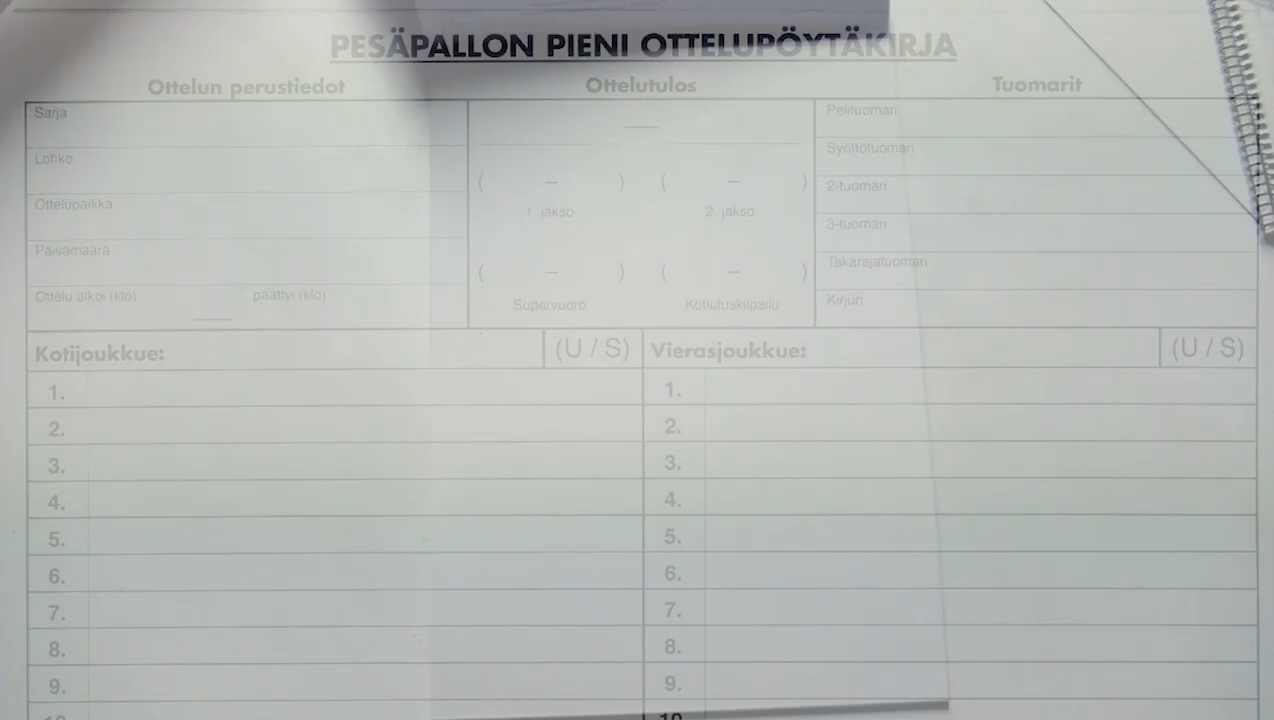 PESÄPALLON PIENI OTTELUPÖYTÄKIRJA
Ottelun perustiedot
Sarja
Lohko
Ottelupaikka
Päivämäärä
Ottelu alkoi (klo) päättyi (klo)
Ottelutulos
—
( – ) ( – )
1. jakso 2. jakso
( – ) ( – )
Supervuoro Kotiutuskilpailu
Tuomarit
Pelituomari
Syöttötuomari
2-tuomari
3-tuomari
Takarajatuomari
Kirjuri
Kotijoukkue: (U / S)
1.
2.
3.
4.
5.
6.
7.
8.
9.
10
Vierasjoukkue: (U / S)
1.
2.
3.
4.
5.
6.
7.
8.
9.
10